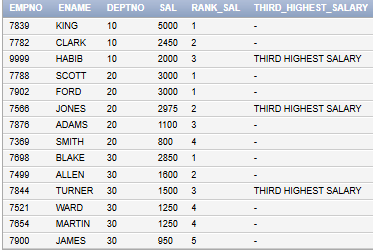 EMPNO ENAME DEPTNO SAL RANK_SAL THIRD_HIGHEST_SALARY
7839 KING 10 5000 1 -
7782 CLARK 10 2450 2 -
9999 HABIB 10 2000 3 THIRD HIGHEST SALARY
7788 SCOTT 20 3000 1 -
7902 FORD 20 3000 1 -
7566 JONES 20 2975 2 THIRD HIGHEST SALARY
7876 ADAMS 20 1100 3 -
7369 SMITH 20 800 4 -
7698 BLAKE 30 2850 1 -
7499 ALLEN 30 1600 2 -
7844 TURNER 30 1500 3 THIRD HIGHEST SALARY
7521 WARD 30 1250 4 -
7654 MARTIN 30 1250 4 -
7900 JAMES 30 950 5 -